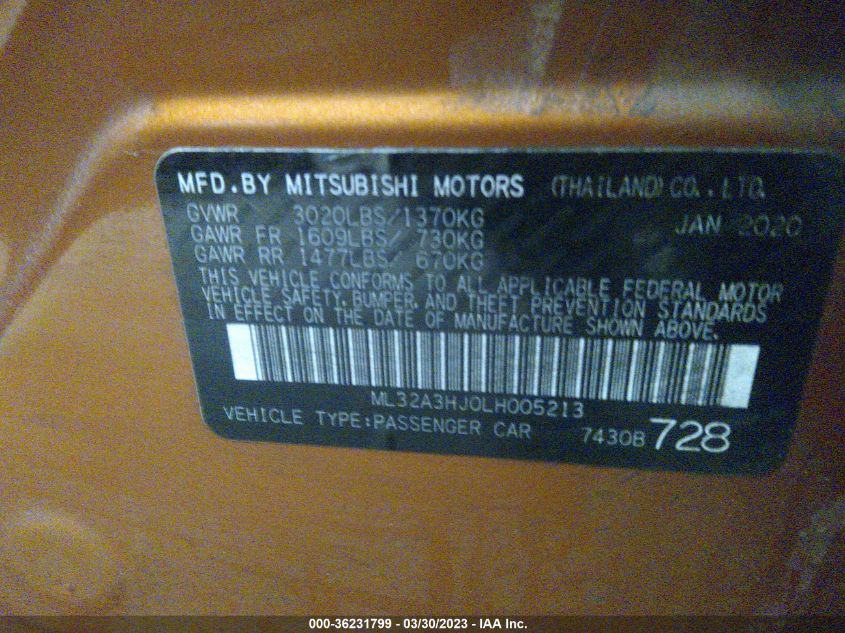 MFD.BY MITSUBISHI MOTORS (THAILAND) CO.,LTD.
GVWR 3020LBS/1370KG JAN 2020
GAWR FR 1609LBS/ 730KG
GAWR RR 1477LBS/ 670KG
THIS VEHICLE CONFORMS TO ALL APPLICABLE FEDERAL MOTOR
VEHICLE SAFETY, BUMPER, AND THEFT PREVENTION STANDARDS
IN EFFECT ON THE DATE OF MANUFACTURE SHOWN ABOVE.
ML32A3HJ0LH005213
VEHICLE TYPE:PASSENGER CAR 7430B 728
000-36231799 - 03/30/2023 - IAA Inc.